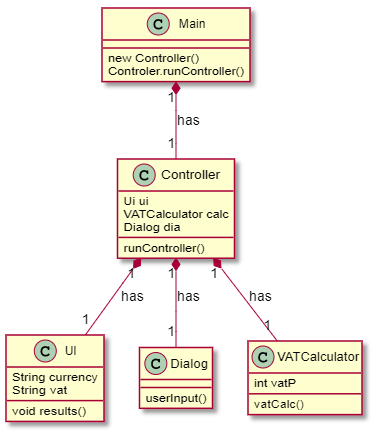 C Main
new Controller()
Controler.runController()
1
has
1
C Controller
Ui ui
VATCalculator calc
Dialog dia
runController()
1 1 1
has has has
1 1 1
C UI
String currency
String vat
void results()
C Dialog
userInput()
C VATCalculator
int vatP
vatCalc()